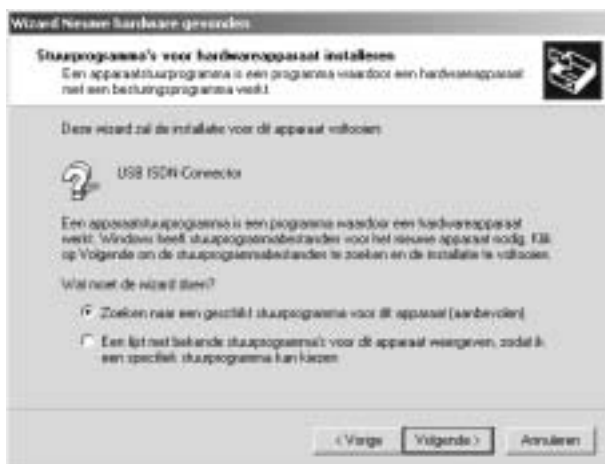 Wizard Nieuwe hardware gevonden
Stuurprogramma's voor hardwareapparaat installeren
Een apparaatstuurprogramma is een programma waardoor een hardwareapparaat
met een besturingsprogramma werkt.
Deze wizard zal de installatie voor dit apparaat voltooien:
USB ISDN-Connector
Een apparaatstuurprogramma is een programma waardoor een hardwareapparaat
werkt. Windows heeft stuurprogrammabestanden voor het nieuwe apparaat nodig. Klik
op Volgende om de stuurprogrammabestanden te zoeken en de installatie te voltooien.
Wat moet de wizard doen?
Zoeken naar een geschikt stuurprogramma voor dit apparaat (aanbevolen)
Een lijst met bekende stuurprogramma's voor dit apparaat weergeven, zodat ik
een specifiek stuurprogramma kan kiezen
< Vorige
Volgende >
Annuleren